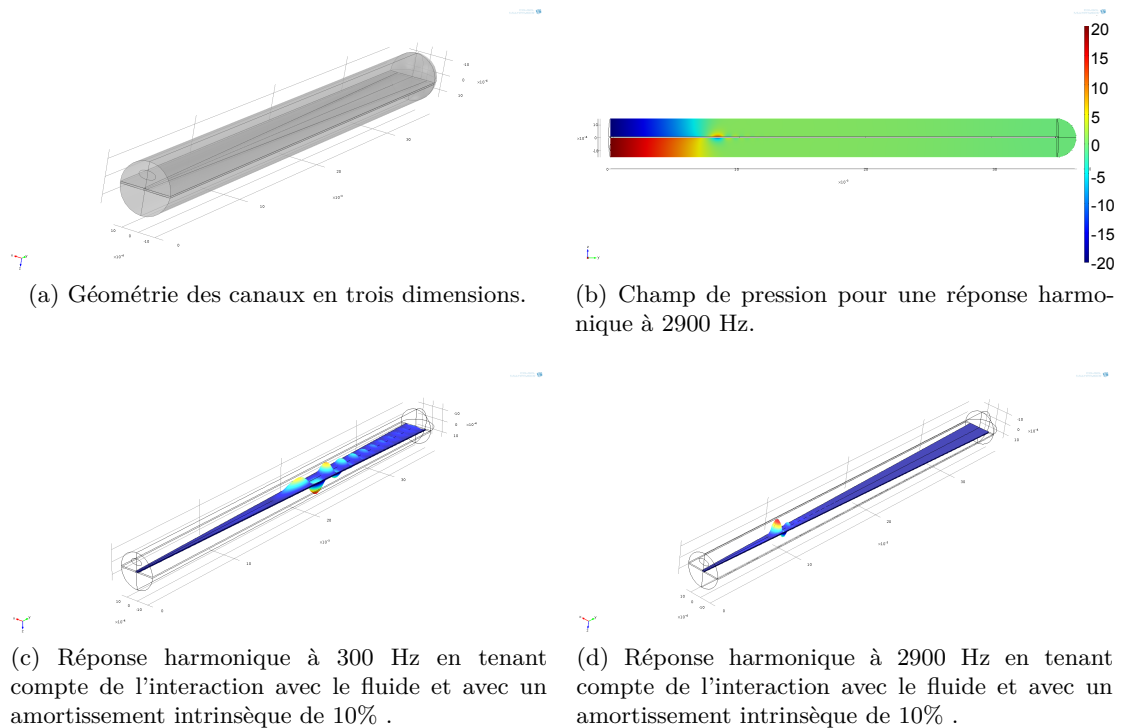 20
15
10
5
0
-5
-10
-15
-20
(a) Géométrie des canaux en trois dimensions.
(b) Champ de pression pour une réponse harmo-
nique à 2900 Hz.
(c) Réponse harmonique à 300 Hz en tenant
compte de l'interaction avec le fluide et avec un
amortissement intrinsèque de 10% .
(d) Réponse harmonique à 2900 Hz en tenant
compte de l'interaction avec le fluide et avec un
amortissement intrinsèque de 10% .